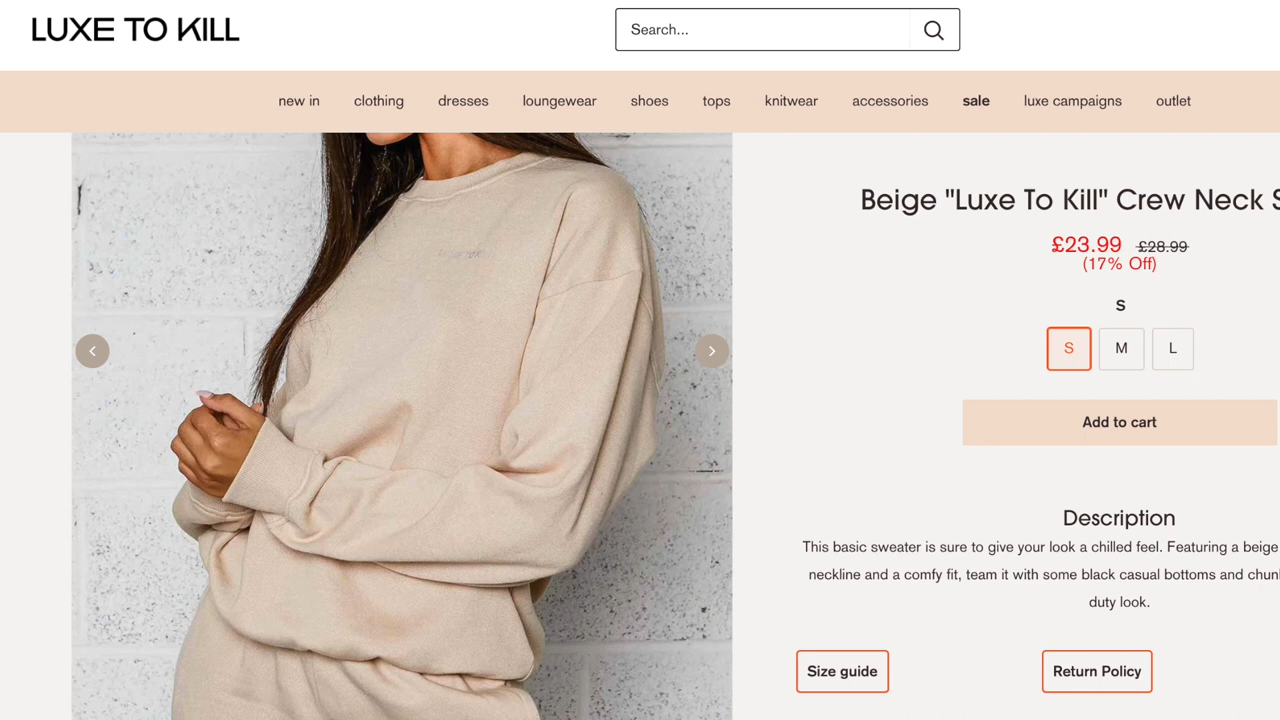 LUXE TO KILL
Search...
new in clothing dresses loungewear shoes tops knitwear accessories sale luxe campaigns outlet
Beige "Luxe To Kill" Crew Neck S
£23.99 £28.99
(17% Off)
S
S M L
Add to cart
Description
This basic sweater is sure to give your look a chilled feel. Featuring a beige
neckline and a comfy fit, team it with some black casual bottoms and chun
duty look.
Size guide Return Policy